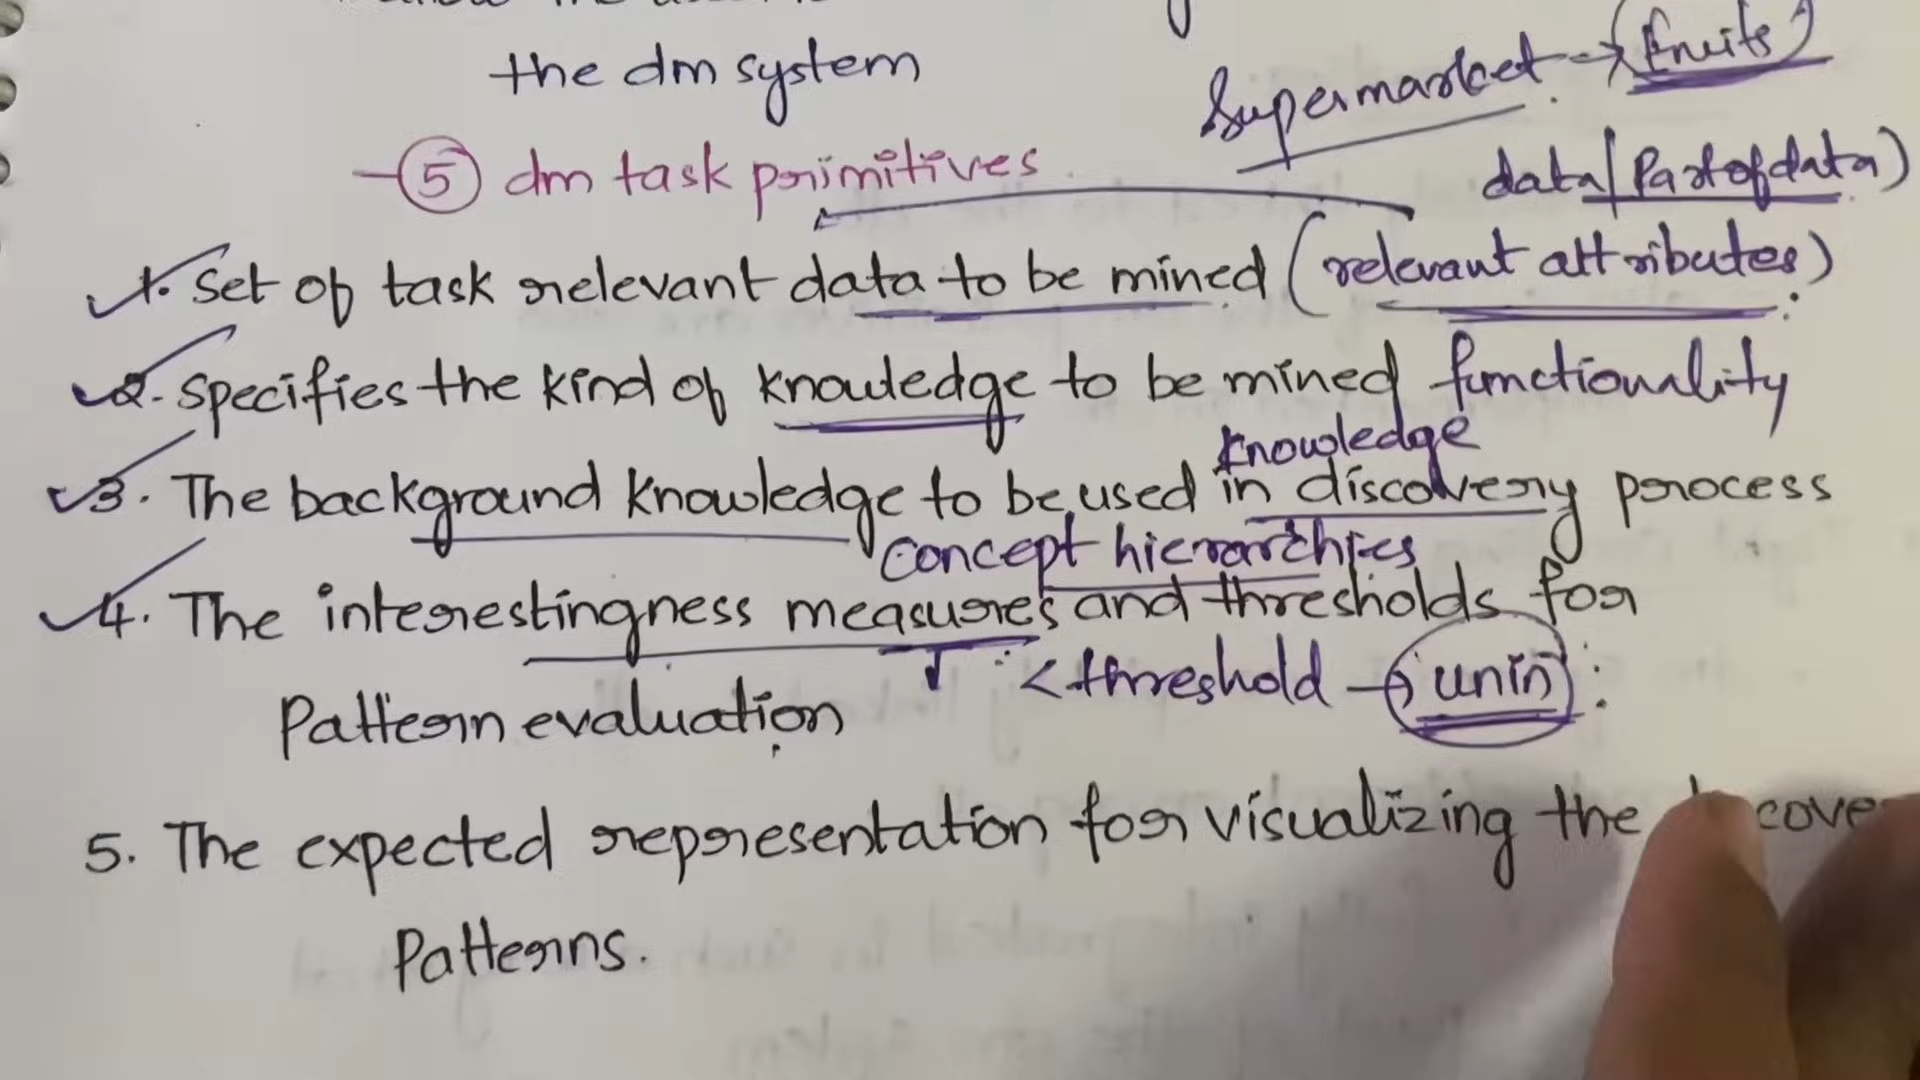 the dm system
Supermarket → (fruits)
5 dm task primitives
data (Part of data)
1. Set of task relevant data to be mined (relevant attributes)
2. Specifies the kind of knowledge to be mined functionality
knowledge
3. The background knowledge to be used in discovery process
concept hierarchies
4. The interestingness measures and thresholds for
< threshold → unin
Pattern evaluation
5. The expected representation for visualizing the
Patterns.